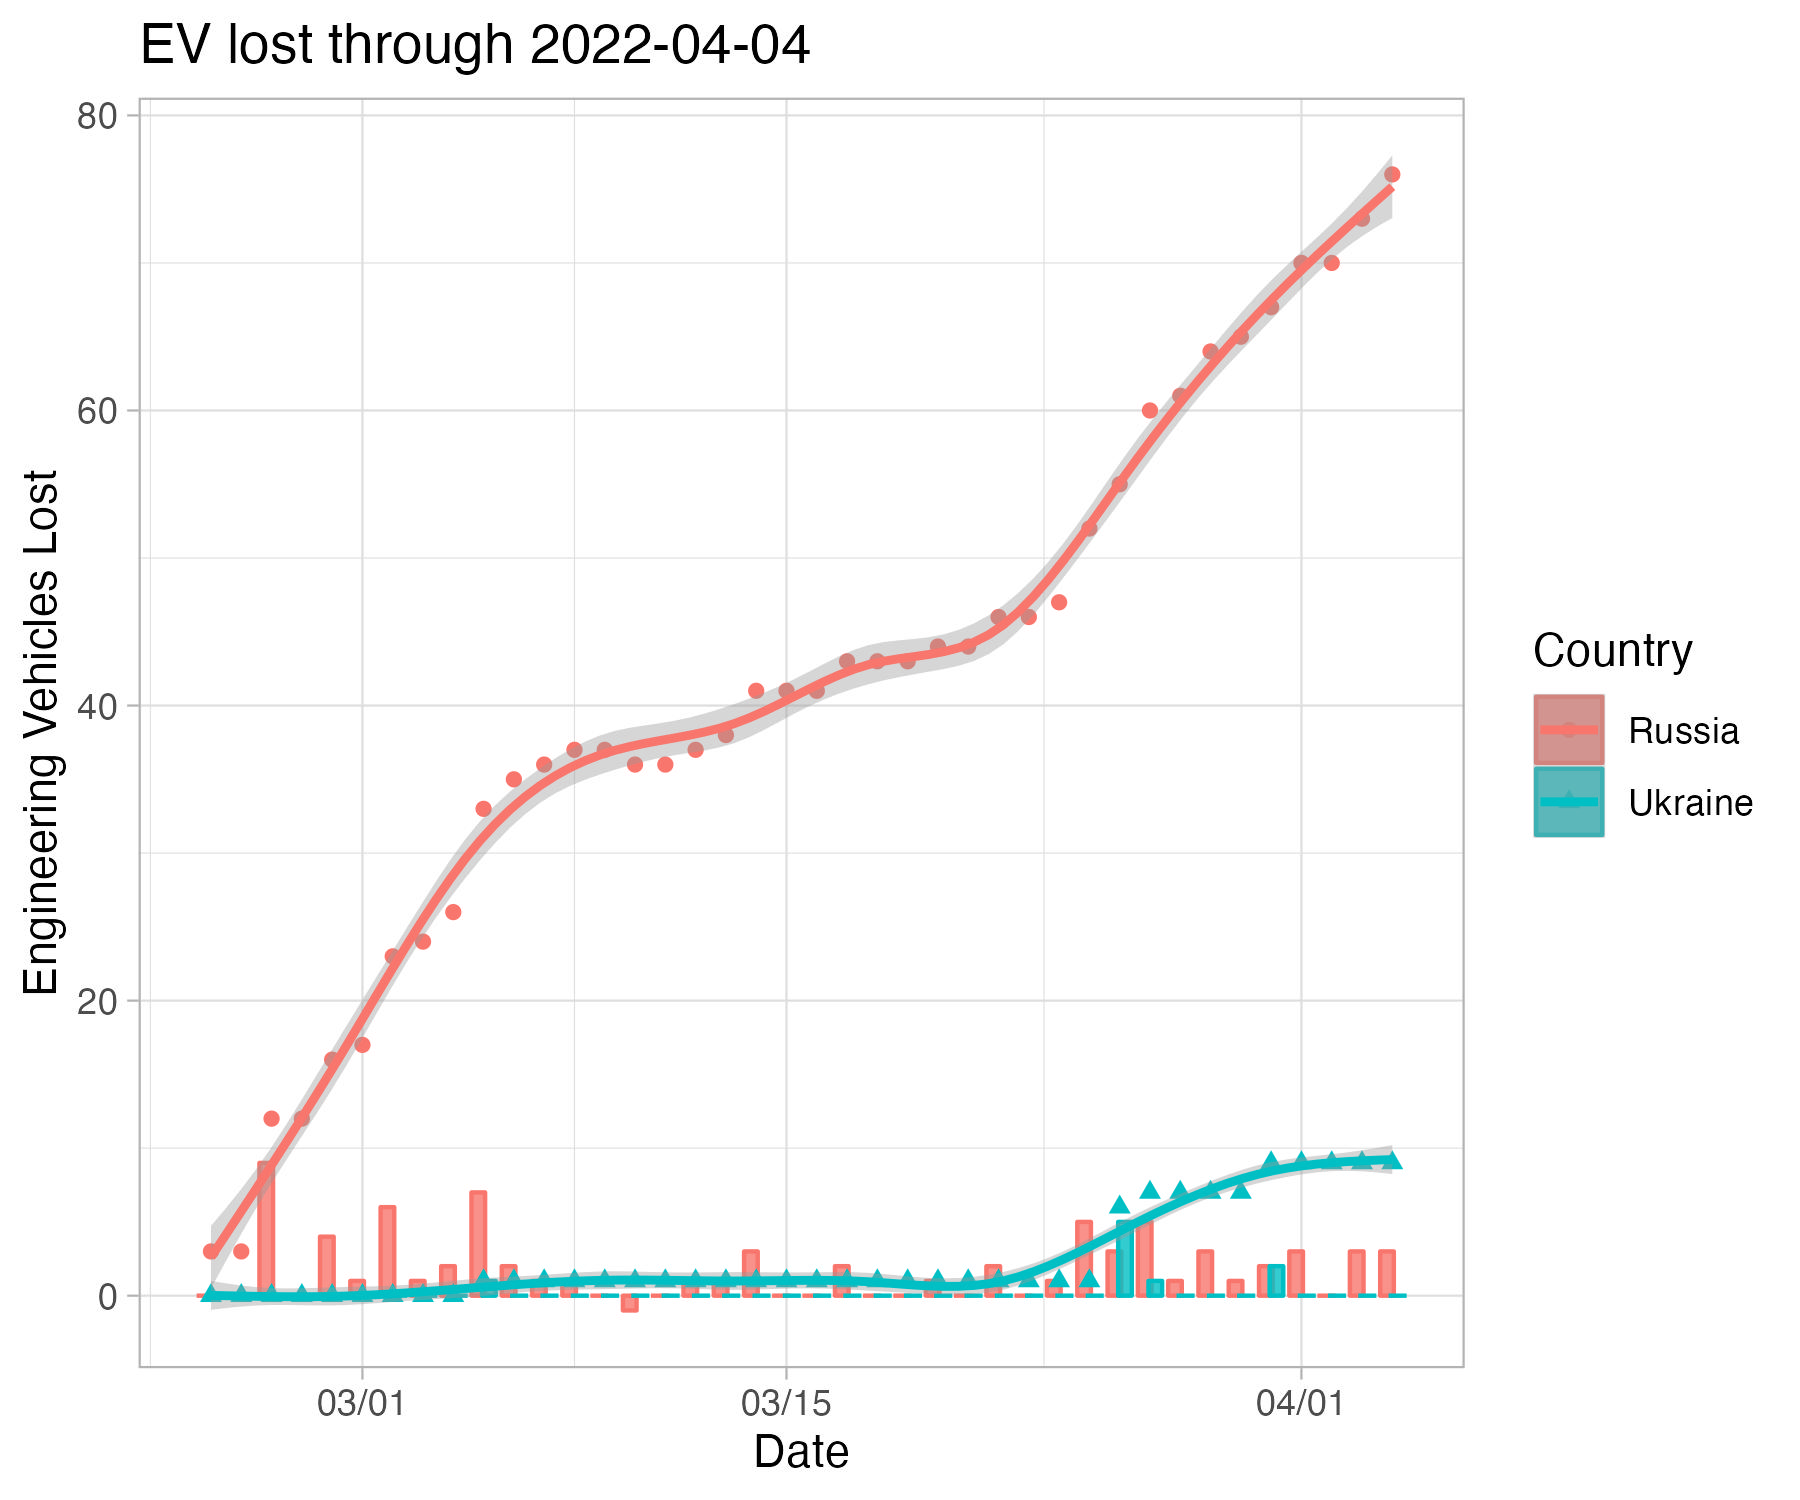 EV lost through 2022-04-04
Engineering Vehicles Lost
80
60
40
20
0
03/01
03/15
04/01
Date
Country
Russia
Ukraine